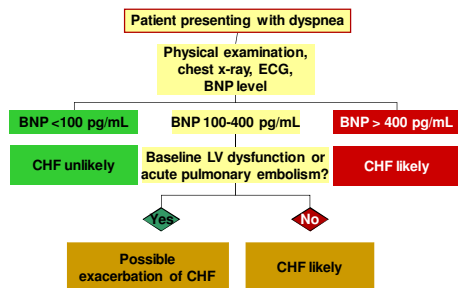 Patient presenting with dyspnea
Physical examination,
chest x-ray, ECG,
BNP level
BNP <100 pg/mL
BNP 100-400 pg/mL
BNP > 400 pg/mL
CHF unlikely
Baseline LV dysfunction or
acute pulmonary embolism?
CHF likely
Yes
No
Possible
exacerbation of CHF
CHF likely